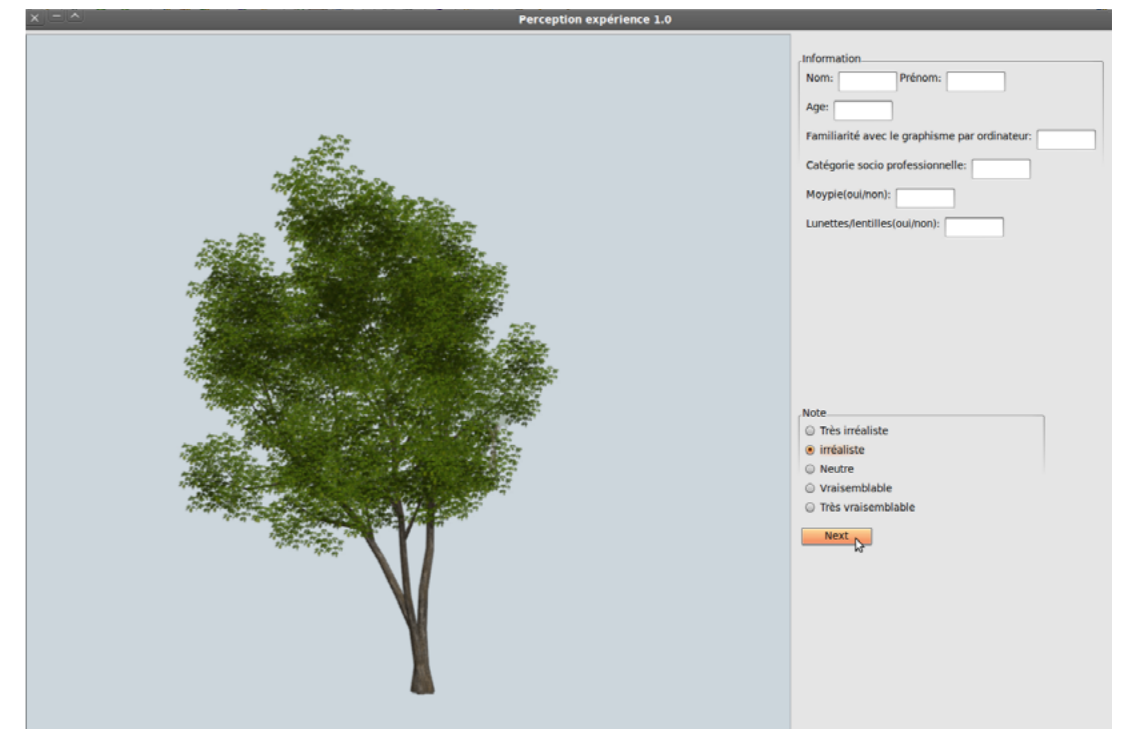 Perception expérience 1.0
Information
Nom: Prénom:
Age:
Familiarité avec le graphisme par ordinateur:
Catégorie socio professionnelle:
Moypie(oui/non):
Lunettes/lentilles(oui/non):
Note
Très irréaliste
irréaliste
Neutre
Vraisemblable
Très vraisemblable
Next